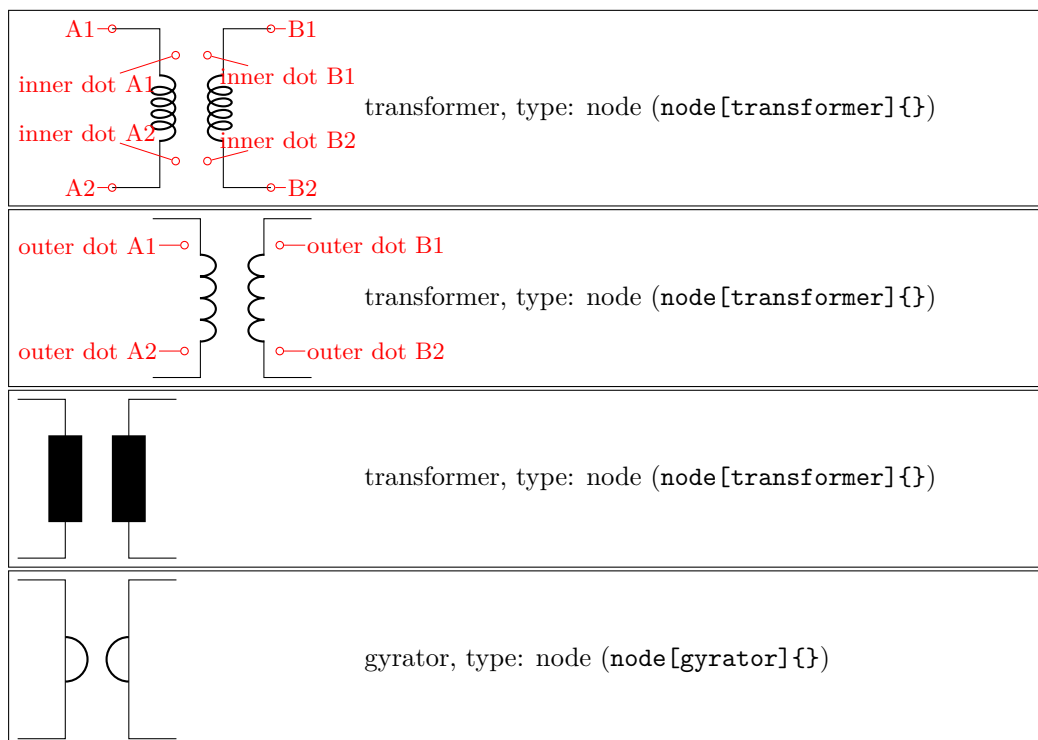 A1
B1
inner dot A1
inner dot B1
transformer, type: node (node[transformer]{})
inner dot A2
inner dot B2
A2
B2
outer dot A1
outer dot B1
transformer, type: node (node[transformer]{})
outer dot A2
outer dot B2
transformer, type: node (node[transformer]{})
gyrator, type: node (node[gyrator]{})